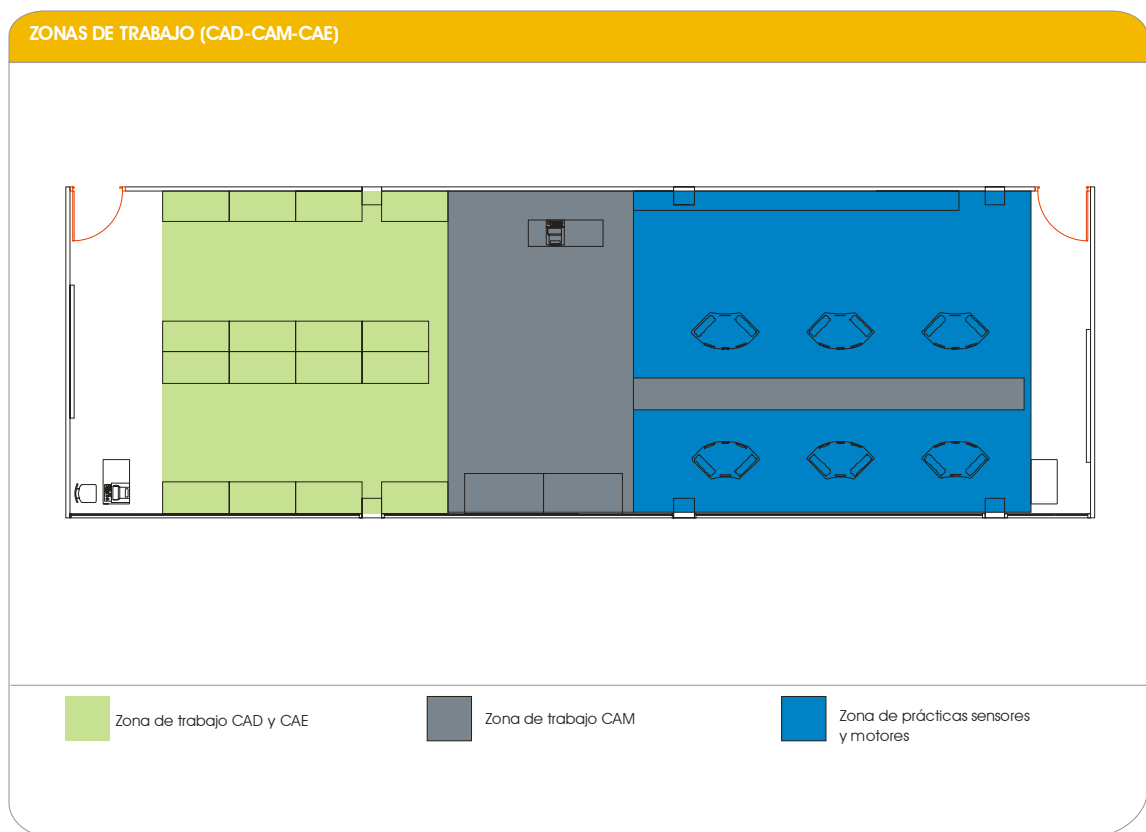 ZONAS DE TRABAJO (CAD-CAM-CAE)
Zona de trabajo CAD y CAE
Zona de trabajo CAM
Zona de prácticas sensores
y motores